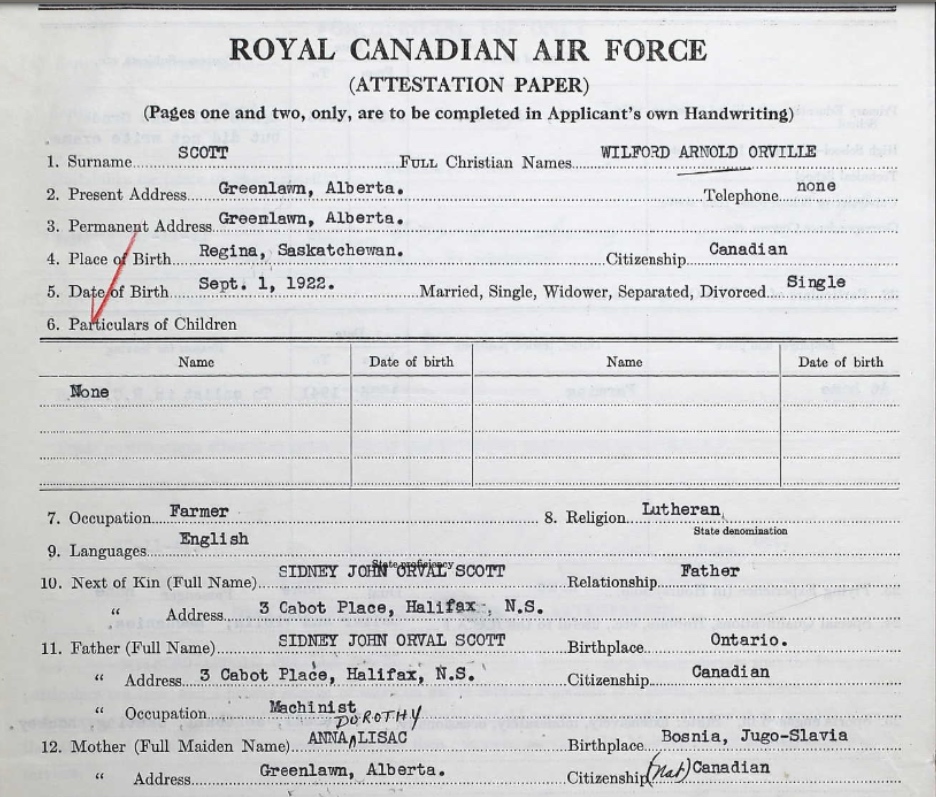 ROYAL CANADIAN AIR FORCE
(ATTESTATION PAPER)
(Pages one and two, only, are to be completed in Applicant's own Handwriting)
1. Surname SCOTT FULL Christian Names WILFORD ARNOLD ORVILLE
2. Present Address Greenlawn, Alberta. Telephone none
3. Permanent Address Greenlawn, Alberta.
4. Place of Birth Regina, Saskatchewan. Citizenship Canadian
5. Date of Birth Sept. 1, 1922. Married, Single, Widower, Separated, Divorced Single
6. Particulars of Children
Name Date of birth Name Date of birth
None
7. Occupation Farmer 8. Religion Lutheran
State denomination
9. Languages English
State proficiency
10. Next of Kin (Full Name) SIDNEY JOHN ORVAL SCOTT Relationship Father
" Address 3 Cabot Place, Halifax, N.S.
11. Father (Full Name) SIDNEY JOHN ORVAL SCOTT Birthplace Ontario.
" Address 3 Cabot Place, Halifax, N.S. Citizenship Canadian
" Occupation Machinist
DOROTHY
12. Mother (Full Maiden Name) ANNA LISAC Birthplace Bosnia, Jugo-Slavia
" Address Greenlawn, Alberta. Citizenship (Nat) Canadian